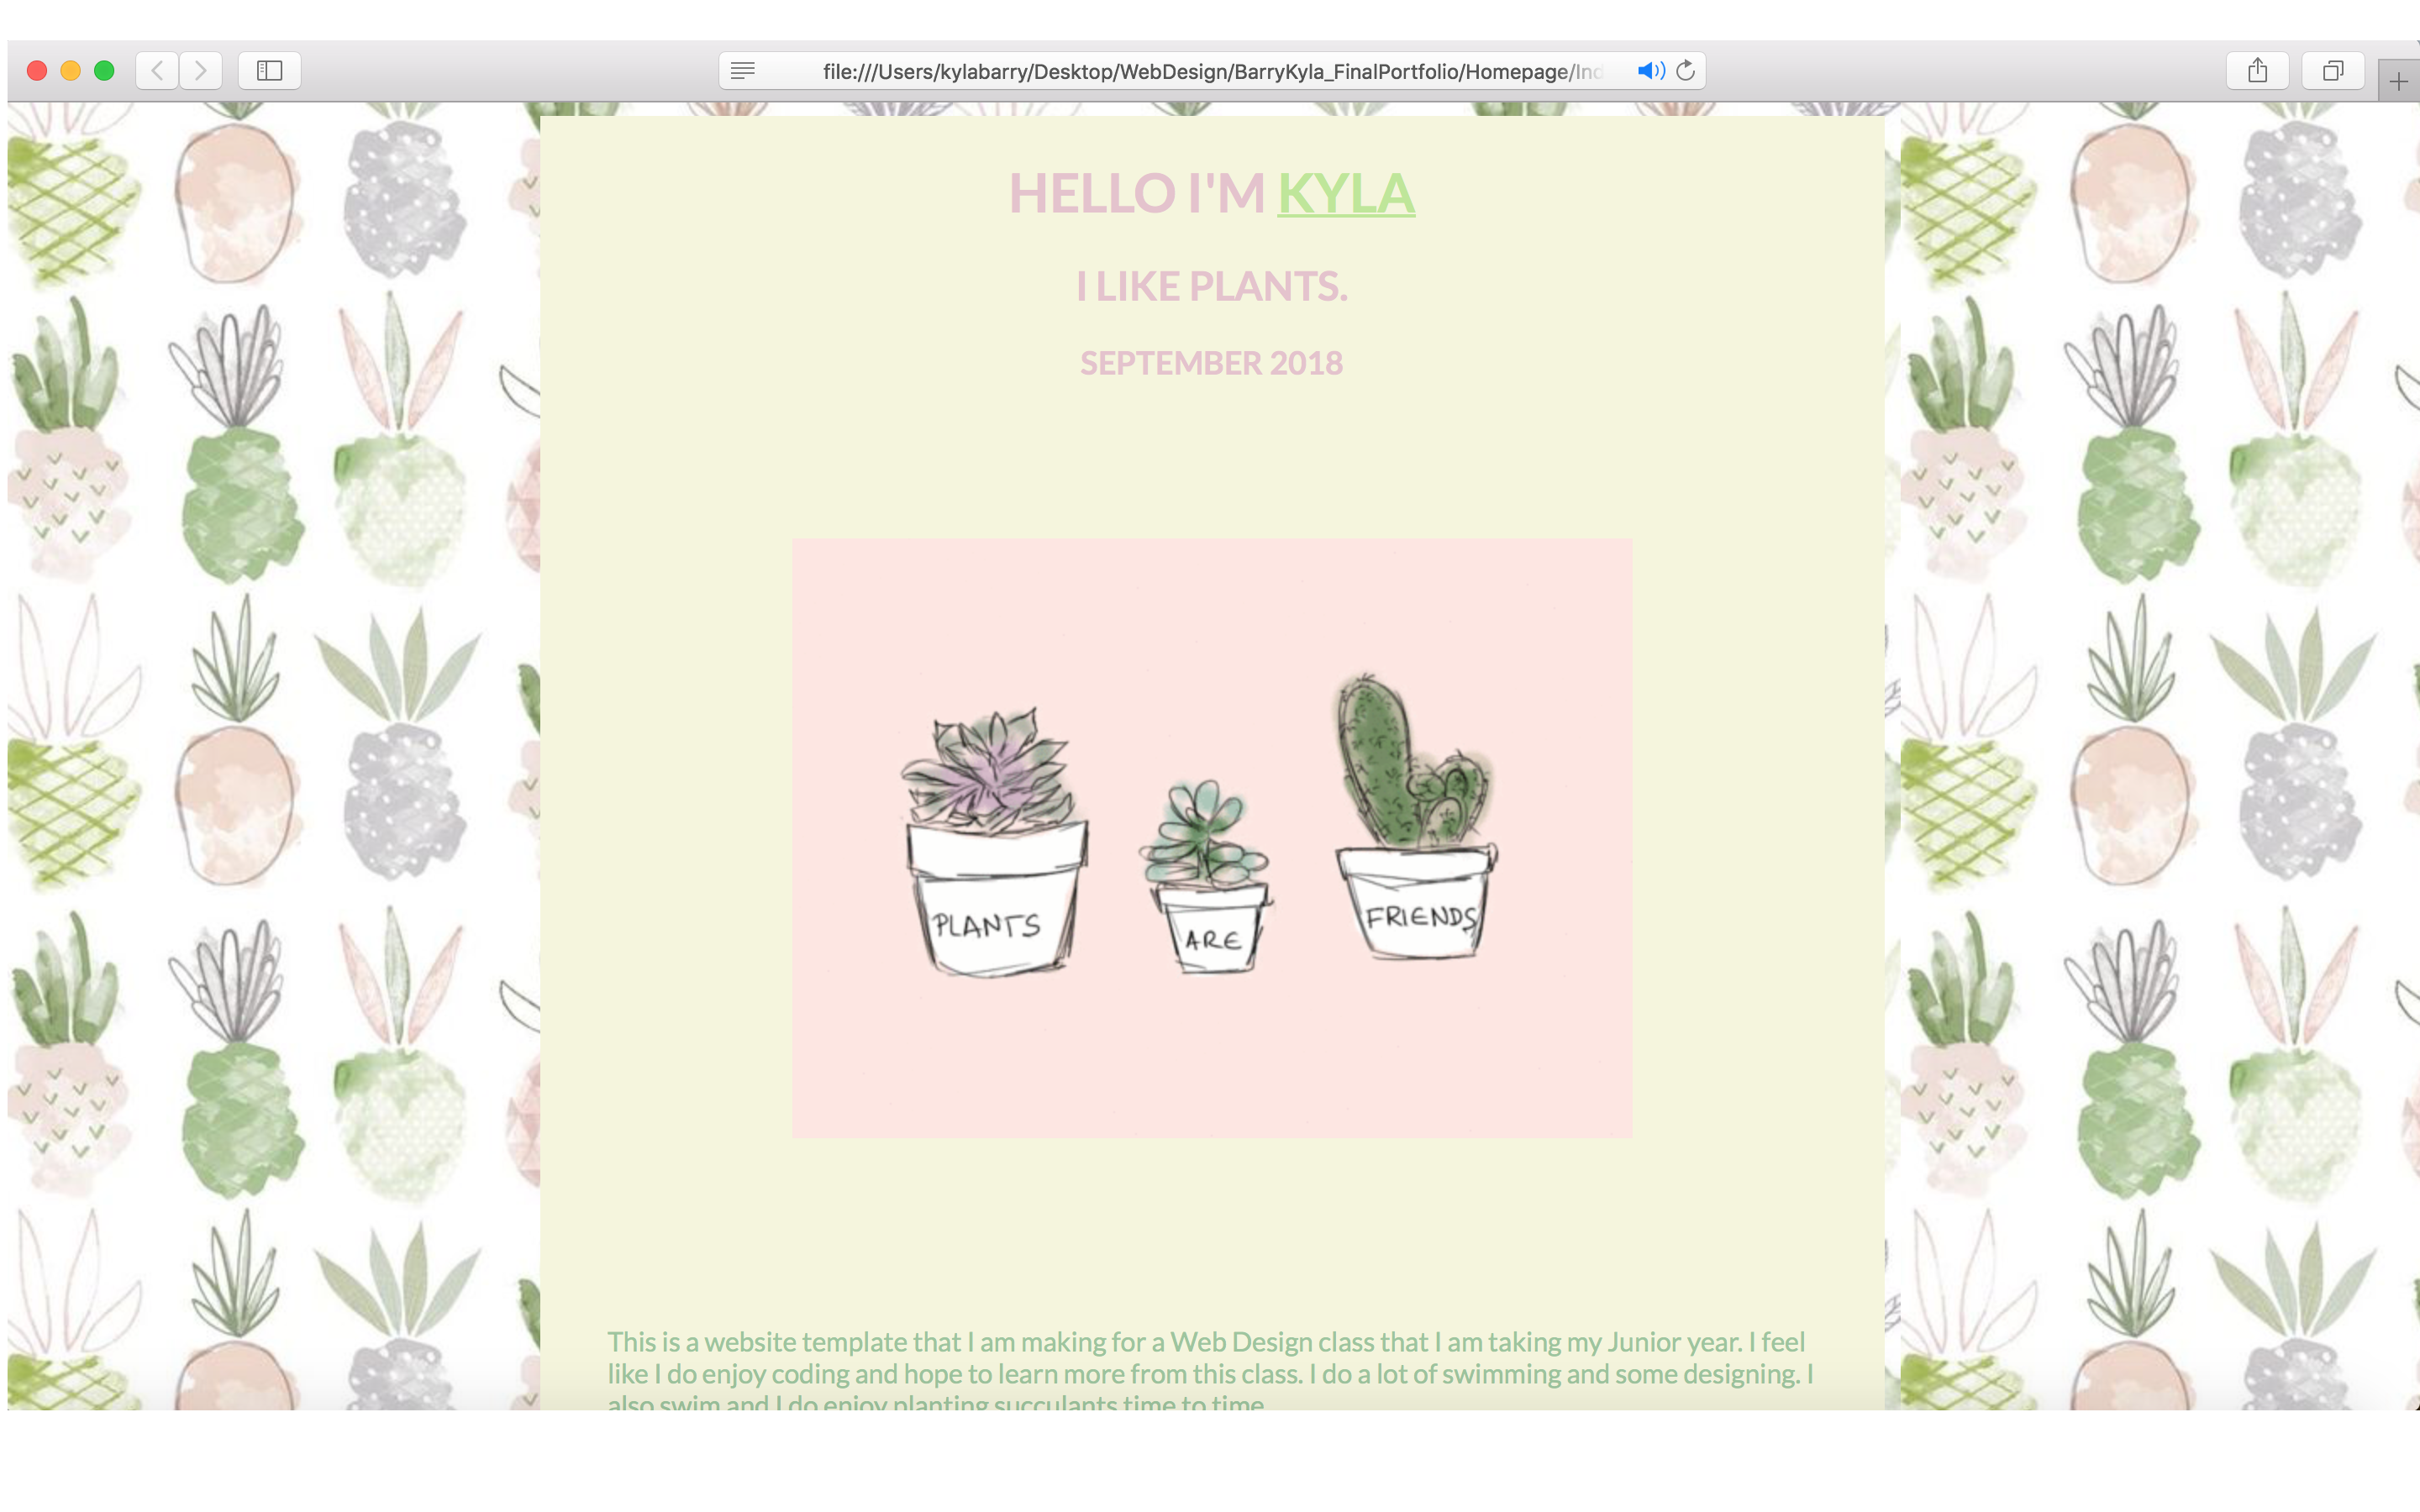 file:///Users/kylabarry/Desktop/WebDesign/BarryKyla_FinalPortfolio/Homepage/Ind
HELLO I'M KYLA
I LIKE PLANTS.
SEPTEMBER 2018
PLANTS
ARE
FRIENDS
This is a website template that I am making for a Web Design class that I am taking my Junior year. I feel
like I do enjoy coding and hope to learn more from this class. I do a lot of swimming and some designing. I
also swim and I do enjoy planting succulants time to time